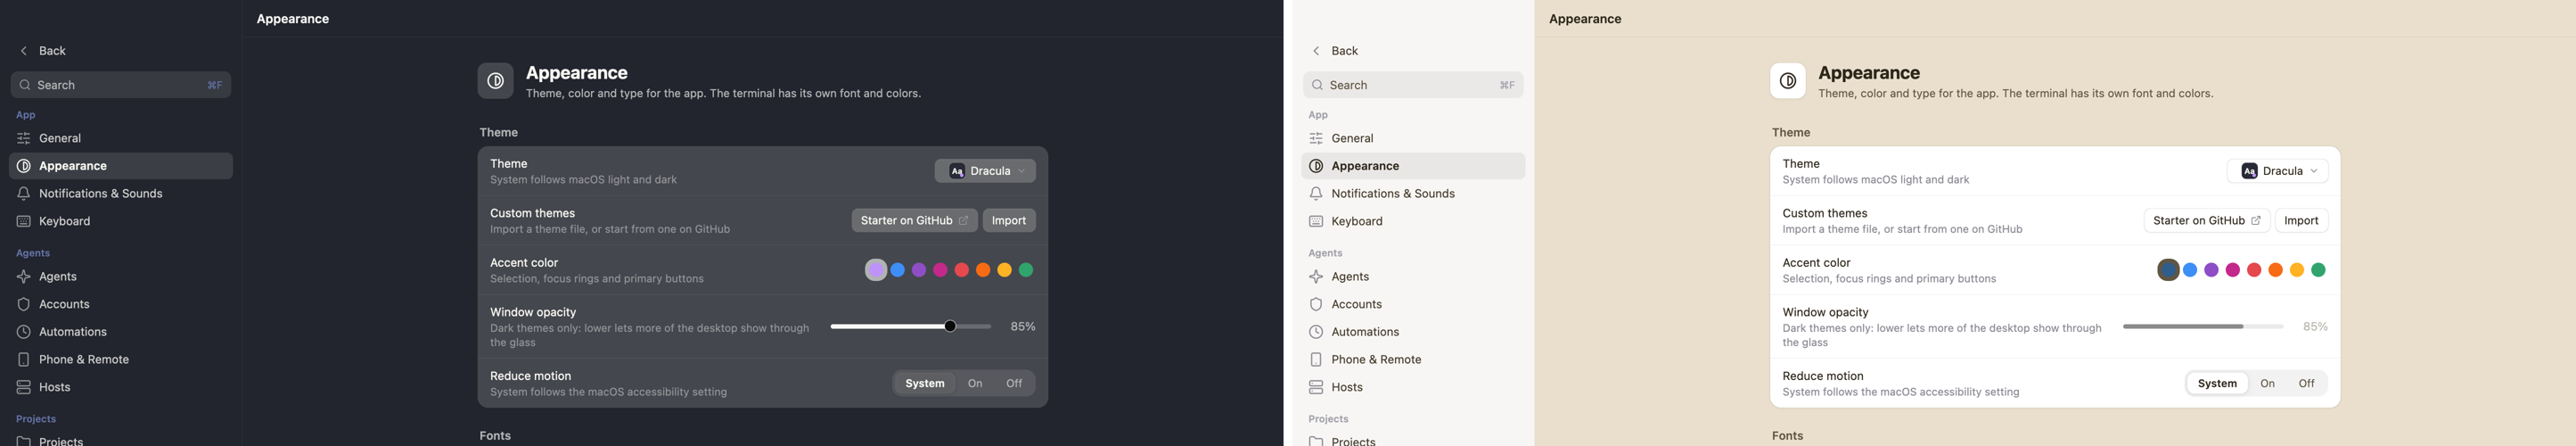 Appearance
Back
Search ⌘F
App
General
Appearance
Notifications & Sounds
Keyboard
Agents
Agents
Accounts
Automations
Phone & Remote
Hosts
Projects
Projects
Appearance
Theme, color and type for the app. The terminal has its own font and colors.
Theme
Theme
System follows macOS light and dark
Aa Dracula
Custom themes
Import a theme file, or start from one on GitHub
Starter on GitHub Import
Accent color
Selection, focus rings and primary buttons
Window opacity
Dark themes only: lower lets more of the desktop show through
the glass
85%
Reduce motion
System follows the macOS accessibility setting
System On Off
Fonts
Appearance
Back
Search ⌘F
App
General
Appearance
Notifications & Sounds
Keyboard
Agents
Agents
Accounts
Automations
Phone & Remote
Hosts
Projects
Projects
Appearance
Theme, color and type for the app. The terminal has its own font and colors.
Theme
Theme
System follows macOS light and dark
Aa Dracula
Custom themes
Import a theme file, or start from one on GitHub
Starter on GitHub Import
Accent color
Selection, focus rings and primary buttons
Window opacity
Dark themes only: lower lets more of the desktop show through
the glass
85%
Reduce motion
System follows the macOS accessibility setting
System On Off
Fonts